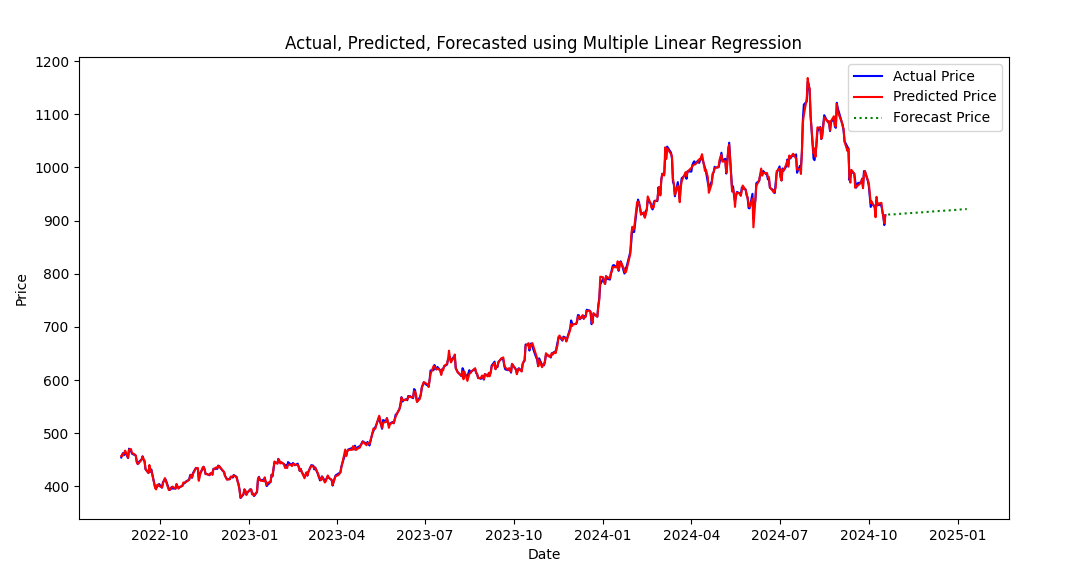 Actual, Predicted, Forecasted using Multiple Linear Regression
1200
1100
1000
900
800
700
600
500
400
Price
Actual Price
Predicted Price
Forecast Price
2022-10 2023-01 2023-04 2023-07 2023-10 2024-01 2024-04 2024-07 2024-10 2025-01
Date